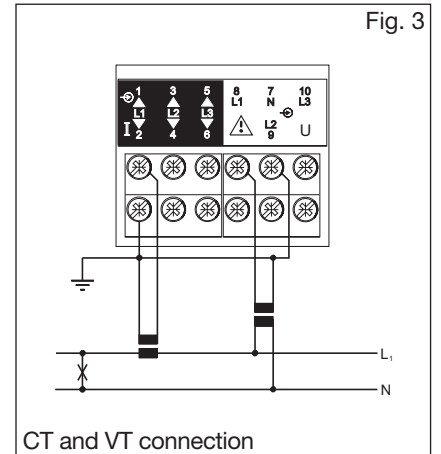 Fig. 3
1 3 5 8 7 10
L1 N L3
L1 L2 L3
I 2 4 6 L2 U
9
L1
N
CT and VT connection